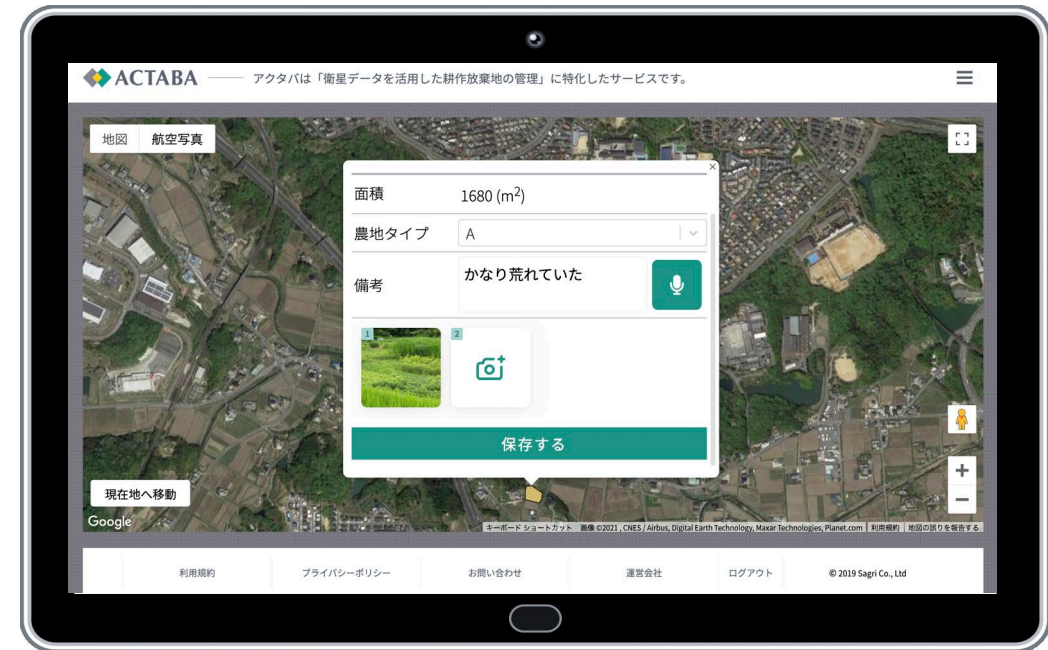 ACTABA
アクタバは「衛星データを活用した耕作放棄地の管理」に特化したサービスです。
地図 航空写真
×
面積 1680 (m²)
農地タイプ A
備考 かなり荒れていた
1 2
保存する
現在地へ移動
Google
キーボード ショートカット 画像 ©2021 , CNES / Airbus, Digital Earth Technology, Maxar Technologies, Planet.com 利用規約 地図の誤りを報告する
利用規約 プライバシーポリシー お問い合わせ 運営会社 ログアウト © 2019 Sagri Co., Ltd